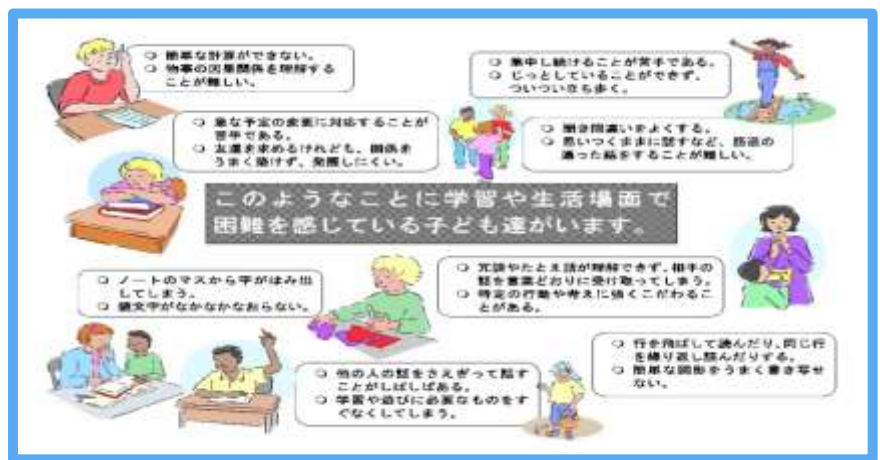 ○ 簡単な計算ができない。
○ 物事の因果関係を理解する
ことが難しい。
○ 集中し続けることが苦手である。
○ じっとしていることができず、
ついつい立ち歩く。
○ 急な予定の変更に対応することが
苦手である。
○ 友達を求めるけれども、関係を
うまく築けず、発展しにくい。
○ 聞き間違いをよくする。
○ 思いつくままに話すなど、筋道の
通った話をすることが難しい。
このようなことに学習や生活場面で
困難を感じている子ども達がいます。
○ ノートのマスから字がはみ出
してしまう。
○ 鏡文字がなかなかなおらない。
○ 冗談やたとえ話が理解できず、相手の
話を言葉どおりに受け取ってしまう。
○ 特定の行動や考えに強くこだわるこ
とがある。
○ 他の人の話をさえぎって話す
ことがしばしばある。
○ 学習や遊びに必要なものをす
ぐなくしてしまう。
○ 行を飛ばして読んだり、同じ行
を繰り返し読んだりする。
○ 簡単な図形をうまく書き写せ
ない。